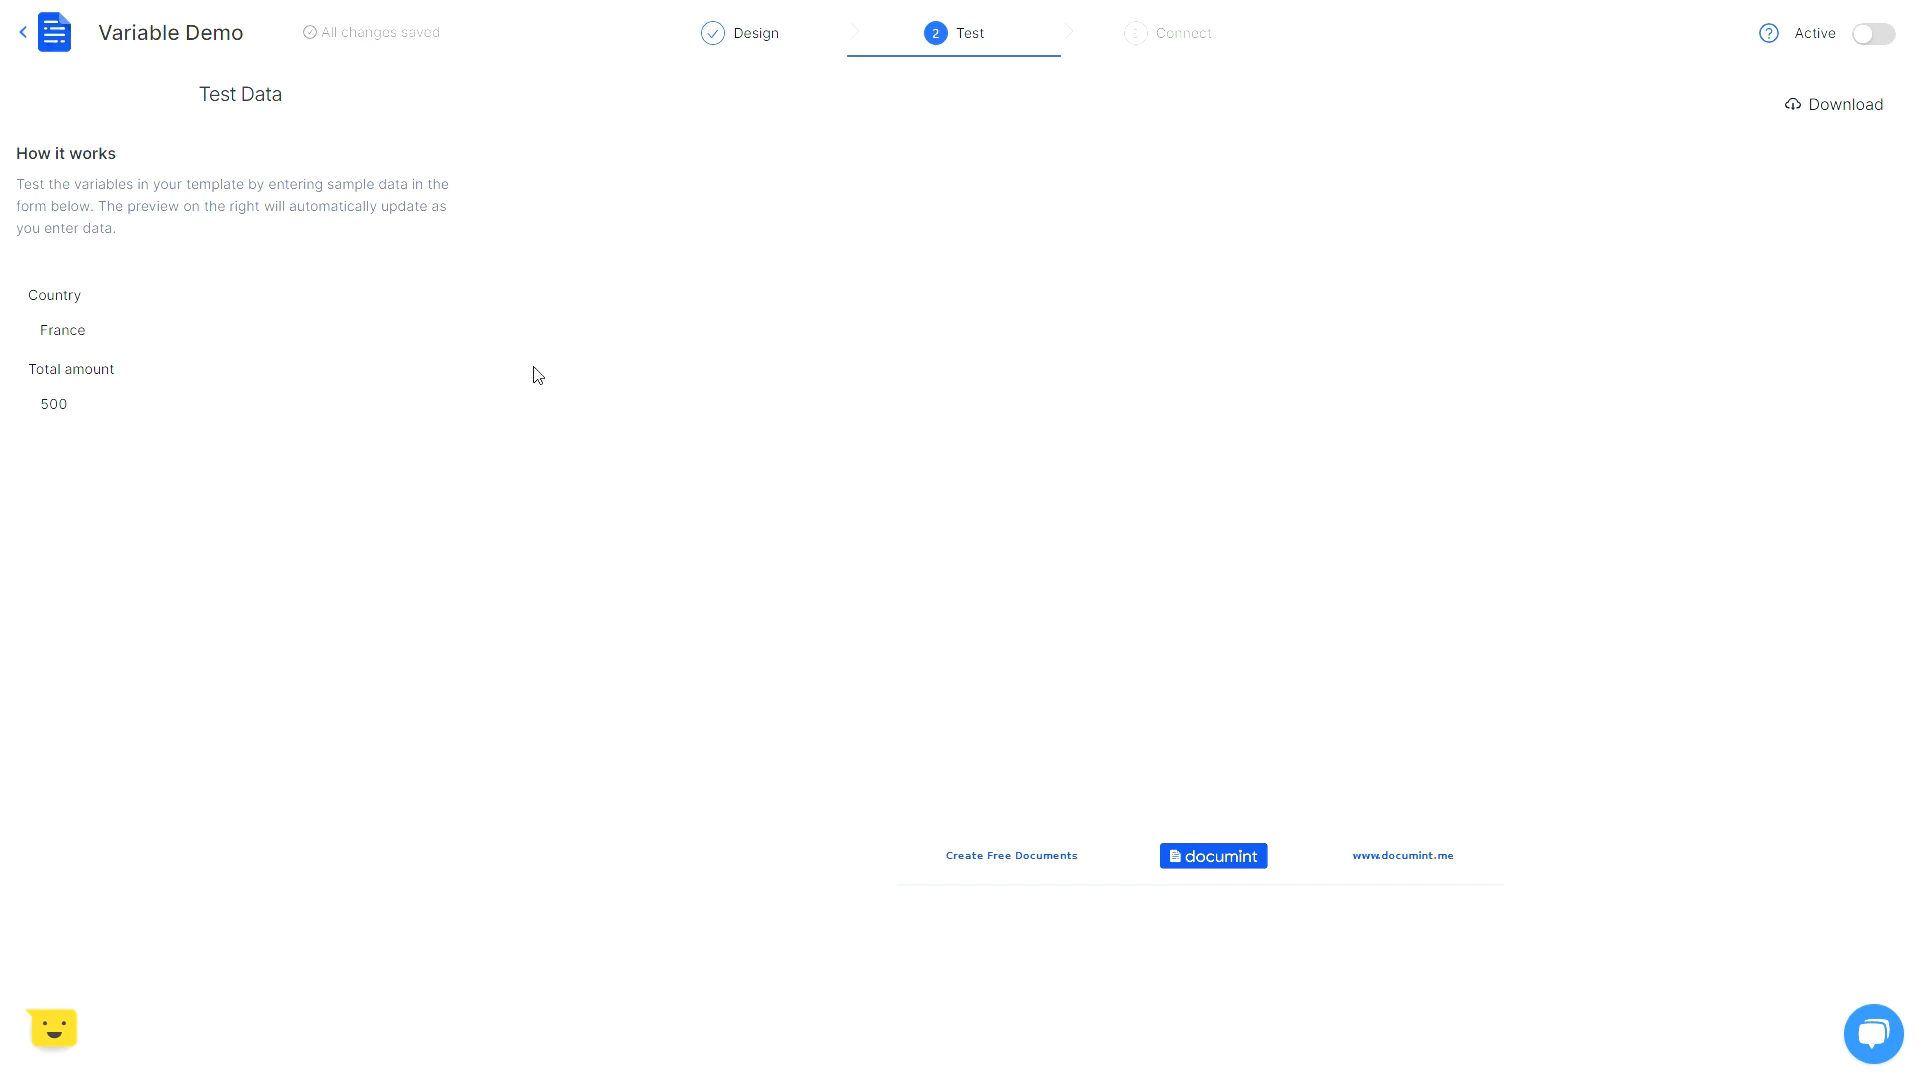 Variable Demo
All changes saved
Design
2 Test
Connect
? Active
Test Data
Download
How it works
Test the variables in your template by entering sample data in the
form below. The preview on the right will automatically update as
you enter data.
Country
France
Total amount
500
Create Free Documents
documint
www.documint.me